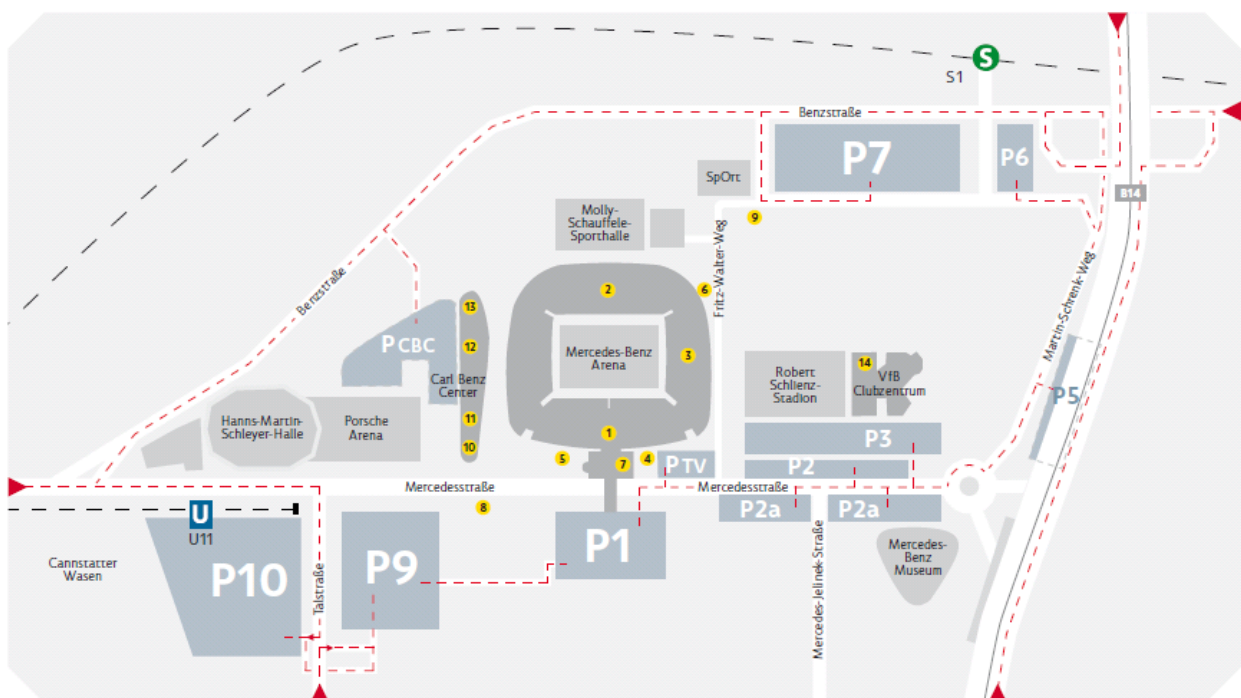 S
S1
Benzstraße
P7
P6
B14
SpOrt
Molly-
Schauffele-
Sporthalle
9
Fritz-Walter-Weg
Benzstraße
Martin-Schrenk-Weg
2
6
13
P CBC
12
Mercedes-Benz
Arena
3
Carl Benz
Center
Robert
Schlienz-
Stadion
14
VfB
Clubzentrum
P5
Hanns-Martin-
Schleyer-Halle
Porsche
Arena
11
10
1
P3
5
7
4
P TV
P2
Mercedesstraße
Mercedesstraße
8
P2a
P2a
U
U11
Cannstatter
Wasen
P10
Talstraße
P9
P1
Mercedes-Jelinek-Straße
Mercedes-
Benz
Museum